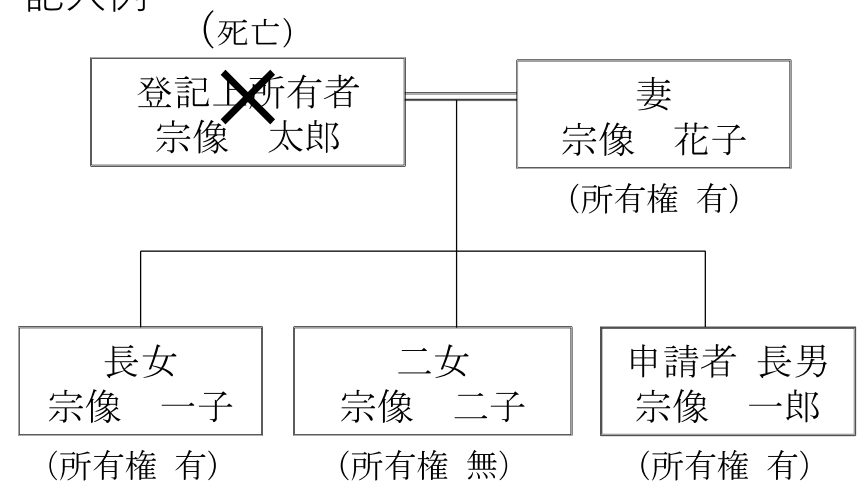 記入例
(死亡)
登記上所有者
宗像　太郎
妻
宗像　花子
(所有権 有)
長女
宗像　一子
(所有権 有)
二女
宗像　二子
(所有権 無)
申請者 長男
宗像　一郎
(所有権 有)